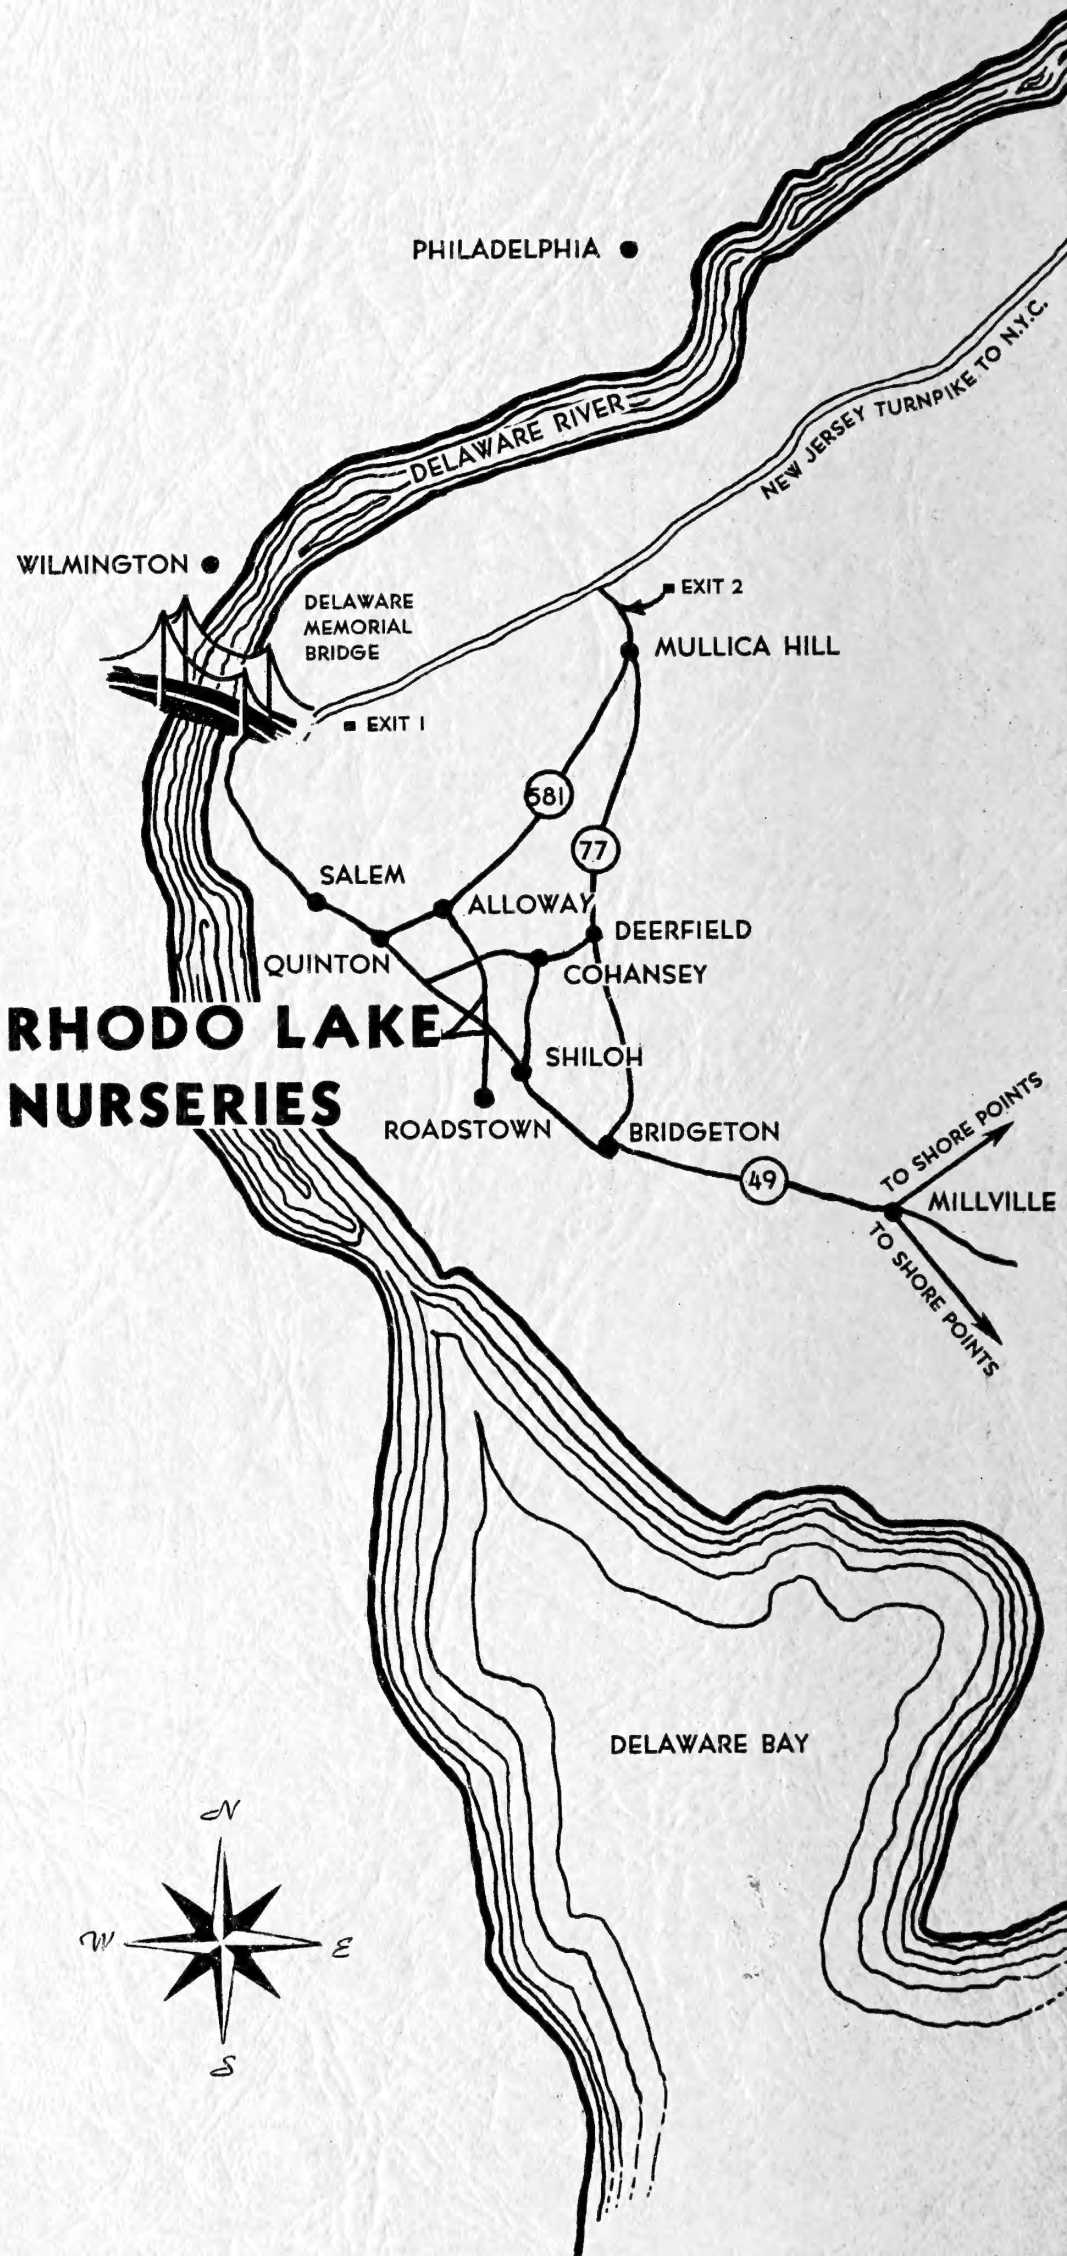 PHILADELPHIA
NEW JERSEY TURNPIKE TO N.Y.C.
DELAWARE RIVER
WILMINGTON
DELAWARE
MEMORIAL
BRIDGE
EXIT 2
MULLICA HILL
EXIT 1
581
77
SALEM
ALLOWAY
DEERFIELD
QUINTON
COHANSEY
RHODO LAKE
NURSERIES
SHILOH
ROADSTOWN
BRIDGETON
49
TO SHORE POINTS
MILLVILLE
TO SHORE POINTS
DELAWARE BAY
N
W
E
S